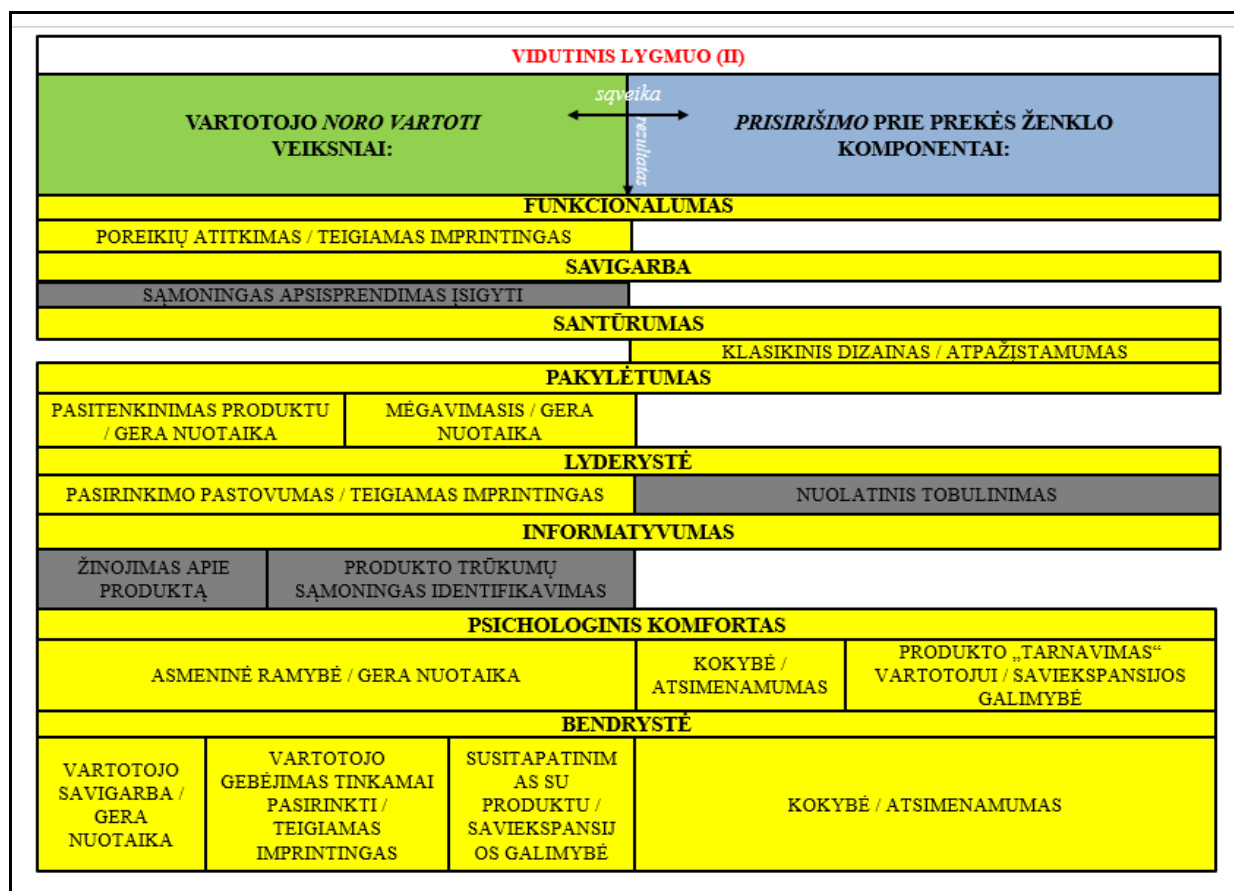 VIDUTINIS LYGMUO (II)
sąveika
rezultatas
VARTOTOJO NORO VARTOTI
VEIKSNIAI:
PRISIRIŠIMO PRIE PREKĖS ŽENKLO
KOMPONENTAI:
FUNKCIONALUMAS
POREIKIŲ ATITKIMAS / TEIGIAMAS IMPRINTINGAS
SAVIGARBA
SĄMONINGAS APSISPRENDIMAS ĮSIGYTI
SANTŪRUMAS
KLASIKINIS DIZAINAS / ATPAŽĮSTAMUMAS
PAKYLĖTUMAS
PASITENKINIMAS PRODUKTU
/ GERA NUOTAIKA
MĖGAVIMASIS / GERA
NUOTAIKA
LYDERYSTĖ
PASIRINKIMO PASTOVUMAS / TEIGIAMAS IMPRINTINGAS
NUOLATINIS TOBULINIMAS
INFORMATYVUMAS
ŽINOJIMAS APIE
PRODUKTĄ
PRODUKTO TRŪKUMŲ
SĄMONINGAS IDENTIFIKAVIMAS
PSICHOLOGINIS KOMFORTAS
ASMENINĖ RAMYBĖ / GERA NUOTAIKA
KOKYBĖ /
ATSIMENAMUMAS
PRODUKTO „TARNAVIMAS“
VARTOTOJUI / SAVIEKSPANSIJOS
GALIMYBĖ
BENDRYSTĖ
VARTOTOJO
SAVIGARBA /
GERA
NUOTAIKA
VARTOTOJO
GEBĖJIMAS TINKAMAI
PASIRINKTI /
TEIGIAMAS
IMPRINTINGAS
SUSITAPATINIM
AS SU
PRODUKTU /
SAVIEKSPANSIJ
OS GALIMYBĖ
KOKYBĖ / ATSIMENAMUMAS